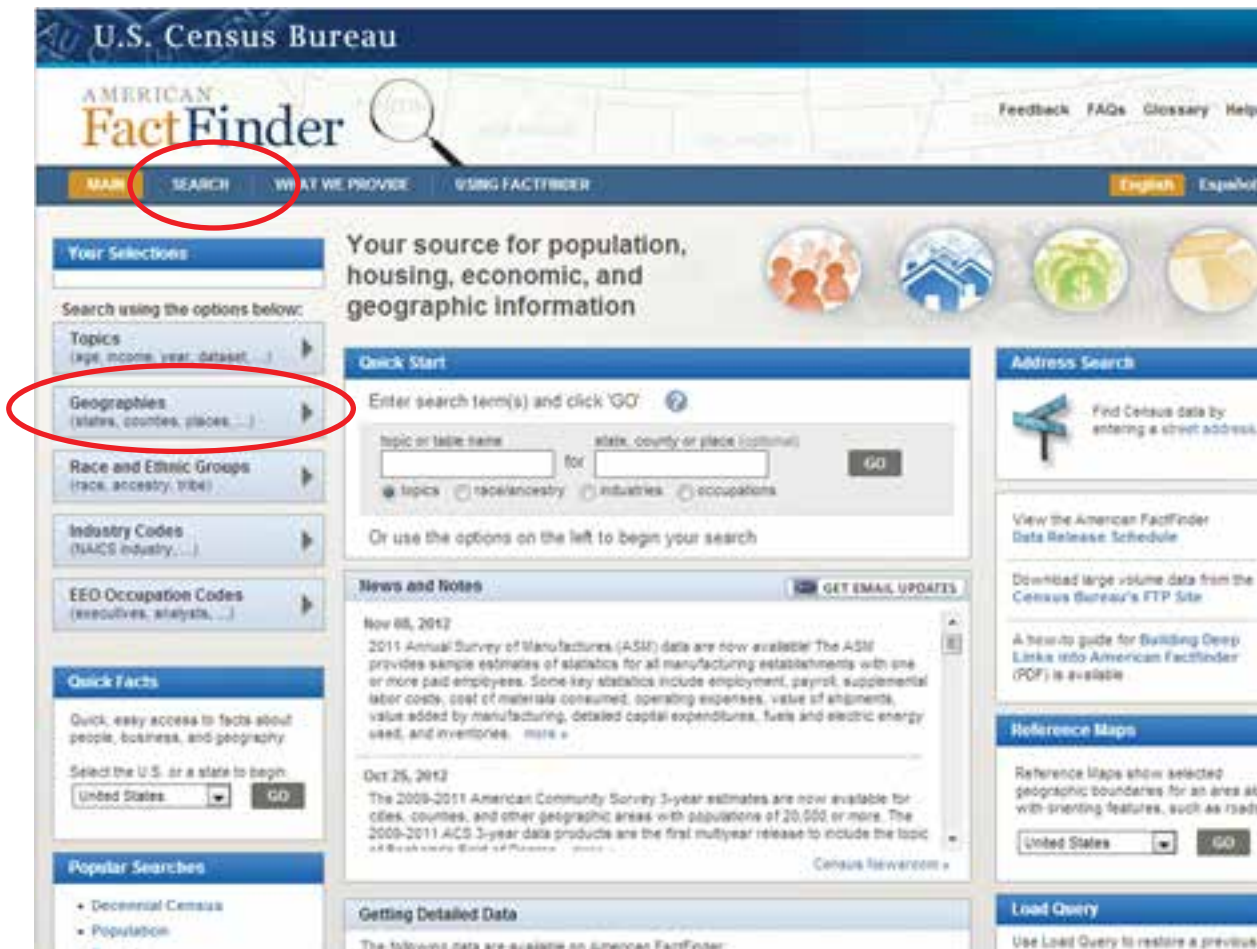 U.S. Census Bureau
AMERICAN
FactFinder
Feedback FAQs Glossary Help
MAIN SEARCH WHAT WE PROVIDE USING FACTFINDER
English Español
Your Selections
Search using the options below:
Topics
(age, income, year, dataset, ...)
Geographies
(states, counties, places, ...)
Race and Ethnic Groups
(race, ancestry, tribe)
Industry Codes
(NAICS industry, ...)
EEO Occupation Codes
(executives, analysts, ...)
Quick Facts
Quick, easy access to facts about
people, business, and geography
Select the U.S. or a state to begin
United States GO
Popular Searches
• Decennial Census
• Population
Your source for population,
housing, economic, and
geographic information
Quick Start
Enter search term(s) and click 'GO'
topic or table name
state, county or place (optional)
for
GO
topics race/ancestry industries occupations
Or use the options on the left to begin your search
News and Notes
GET EMAIL UPDATES
Nov 08, 2012
2011 Annual Survey of Manufactures (ASM) data are now available! The ASM
provides sample estimates of statistics for all manufacturing establishments with one
or more paid employees. Some key statistics include employment, payroll, supplemental
labor costs, cost of materials consumed, operating expenses, value of shipments,
value added by manufacturing, detailed capital expenditures, fuels and electric energy
used, and inventories. more »
Oct 25, 2012
The 2009-2011 American Community Survey 3-year estimates are now available for
cities, counties, and other geographic areas with populations of 20,000 or more. The
2009-2011 ACS 3-year data products are the first multiyear release to include the topic
Census Newsroom »
Getting Detailed Data
The following data are available on American FactFinder:
Address Search
Find Census data by
entering a street address.
View the American FactFinder
Data Release Schedule
Download large volume data from the
Census Bureau's FTP Site
A how-to guide for Building Deep
Links into American Factfinder
(PDF) is available
Reference Maps
Reference Maps show selected
geographic boundaries for an area al
with orienting features, such as road
United States GO
Load Query
Use Load Query to restore a previous